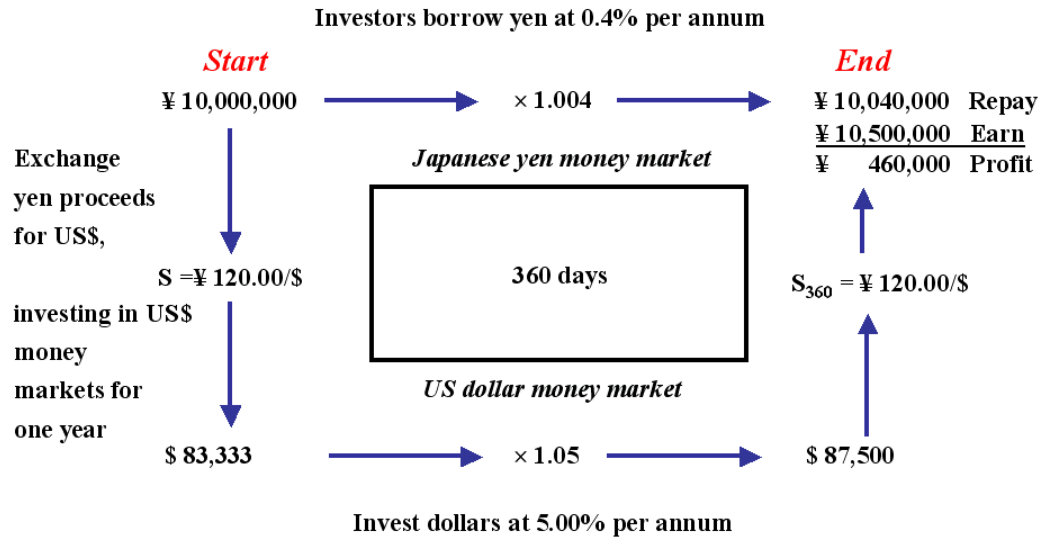 Investors borrow yen at 0.4% per annum
Start
End
¥ 10,000,000
× 1.004
¥ 10,040,000 Repay
¥ 10,500,000 Earn
¥ 460,000 Profit
Japanese yen money market
Exchange
yen proceeds
for US$,
S =¥ 120.00/$
360 days
S360 = ¥ 120.00/$
investing in US$
money
markets for
one year
US dollar money market
$ 83,333
× 1.05
$ 87,500
Invest dollars at 5.00% per annum